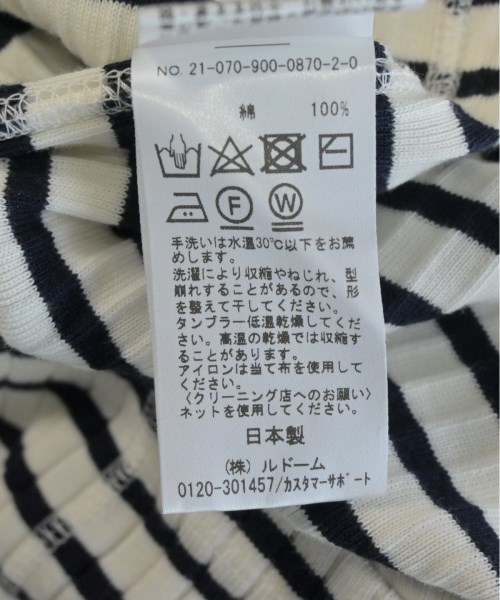 NO. 21-070-900-0870-2-0
綿 100%
F W
手洗いは水温30℃以下をお薦
めします。
洗濯により収縮やねじれ、型
崩れすることがあるので、形
を整えて干してください。
タンブラー低温乾燥してくだ
さい。高温の乾燥では収縮す
ることがあります。
アイロンは当て布を使用して
ください。
〈クリーニング店へのお願い〉
ネットを使用してください。
日本製
(株) ルドーム
0120-301457/カスタマーサポート